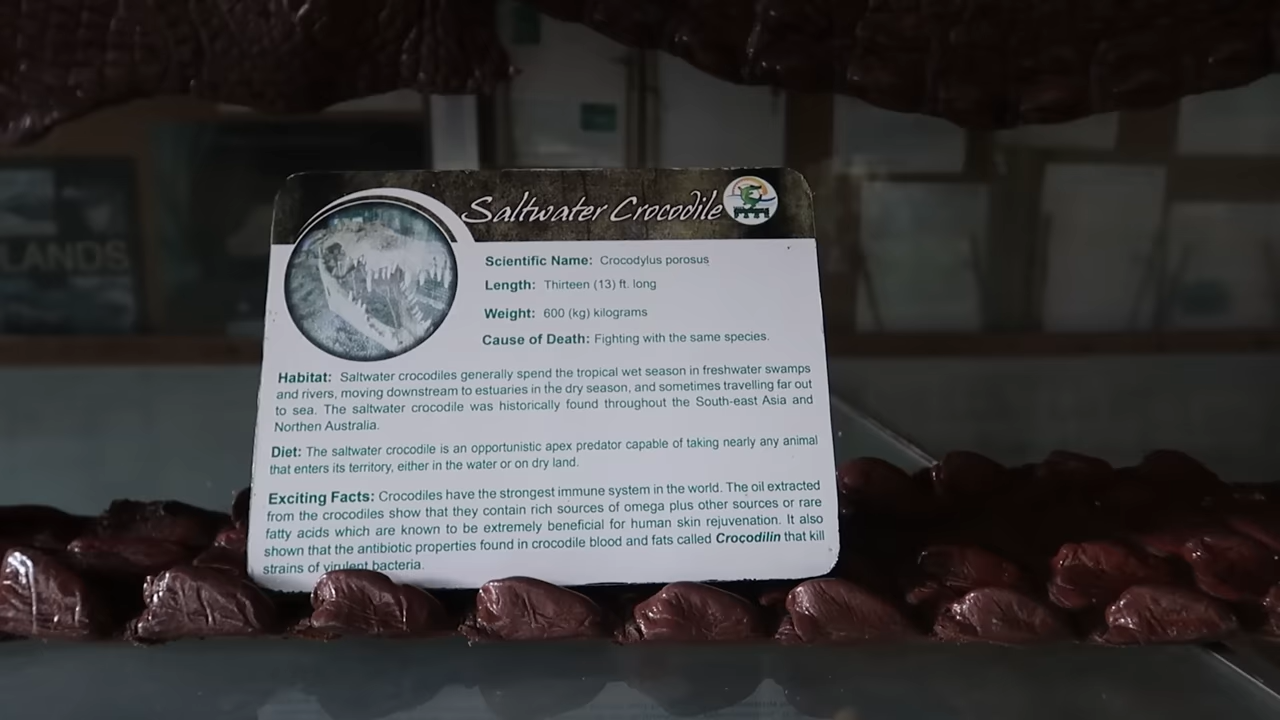 Saltwater Crocodile
Scientific Name: Crocodylus porosus
Length: Thirteen (13) ft. long
Weight: 600 (kg) kilograms
Cause of Death: Fighting with the same species.
Habitat: Saltwater crocodiles generally spend the tropical wet season in freshwater swamps
and rivers, moving downstream to estuaries in the dry season, and sometimes travelling far out
to sea. The saltwater crocodile was historically found throughout the South-east Asia and
Northen Australia.
Diet: The saltwater crocodile is an opportunistic apex predator capable of taking nearly any animal
that enters its territory, either in the water or on dry land.
Exciting Facts: Crocodiles have the strongest immune system in the world. The oil extracted
from the crocodiles show that they contain rich sources of omega plus other sources or rare
fatty acids which are known to be extremely beneficial for human skin rejuvenation. It also
shown that the antibiotic properties found in crocodile blood and fats called Crocodilin that kill
strains of virulent bacteria.
LANDS